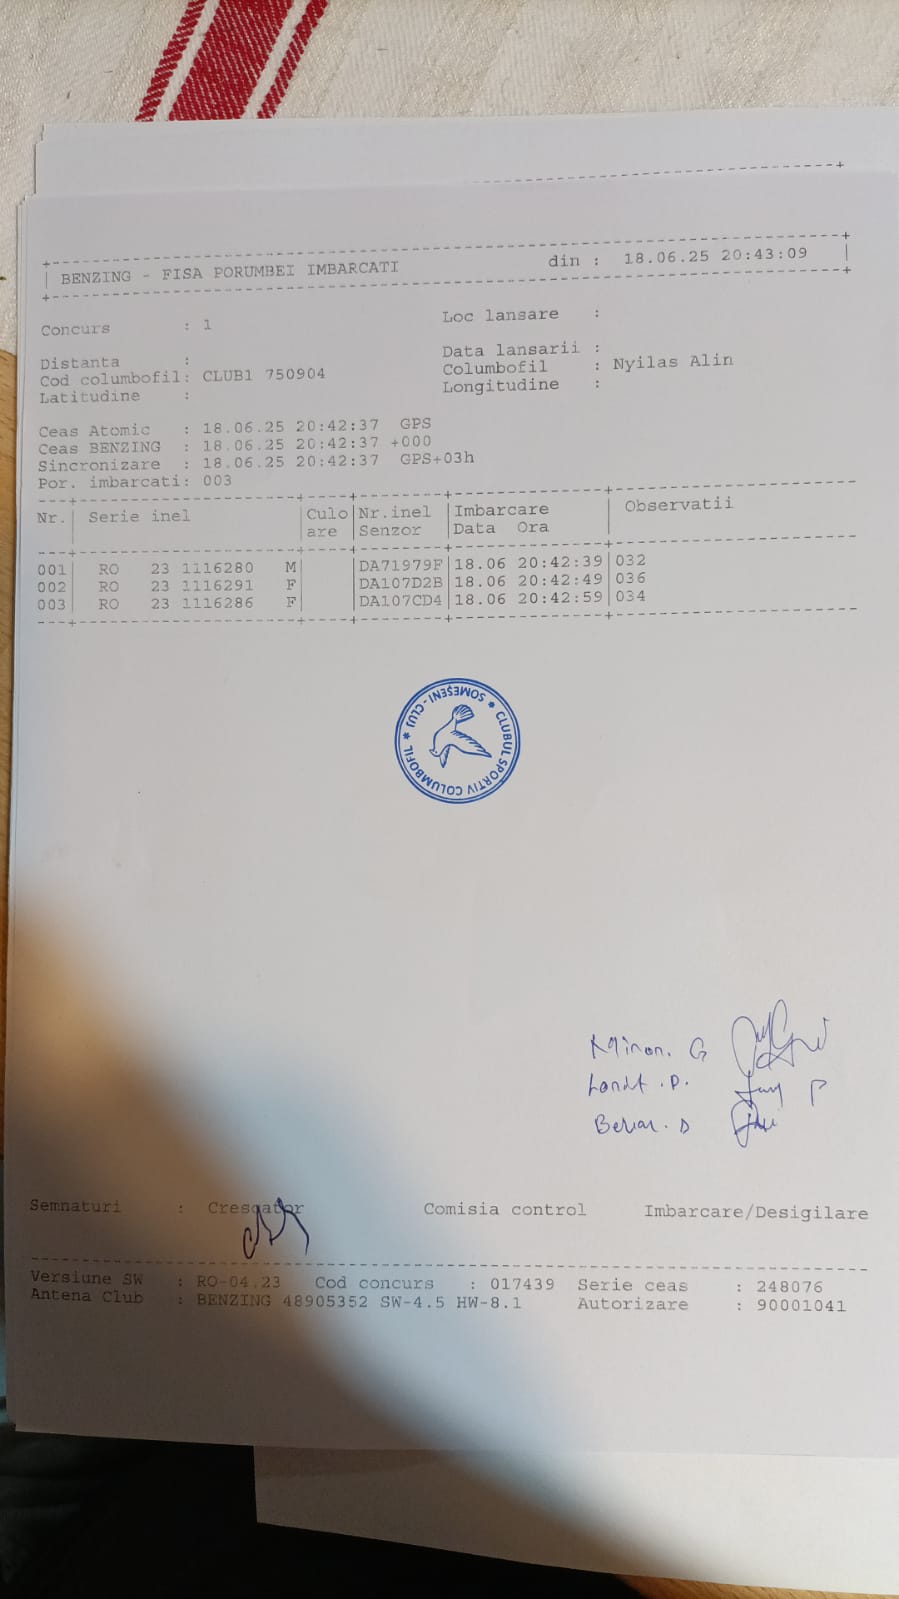 BENZING - FISA PORUMBEI IMBARCATI din : 18.06.25 20:43:09
Concurs : 1 Loc lansare :
Distanta : Data lansarii :
Cod columbofil: CLUB1 750904 Columbofil : Nyilas Alin
Latitudine : Longitudine :
Ceas Atomic : 18.06.25 20:42:37 GPS
Ceas BENZING : 18.06.25 20:42:37 +000
Sincronizare : 18.06.25 20:42:37 GPS+03h
Por. imbarcati: 003
Nr. Serie inel Culo Nr.inel Imbarcare Observatii
are Senzor Data Ora
001 RO 23 1116280 M DA71979F 18.06 20:42:39 032
002 RO 23 1116291 F DA107D2B 18.06 20:42:49 036
003 RO 23 1116286 F DA107CD4 18.06 20:42:59 034
* CLUBUL SPORTIV COLUMBOFIL * SOMEȘENI-CLUJ
G
P.
D
Semnaturi : Crescator Comisia control Imbarcare/Desigilare
Versiune SW : RO-04.23 Cod concurs : 017439 Serie ceas : 248076
Antena Club : BENZING 48905352 SW-4.5 HW-8.1 Autorizare : 90001041